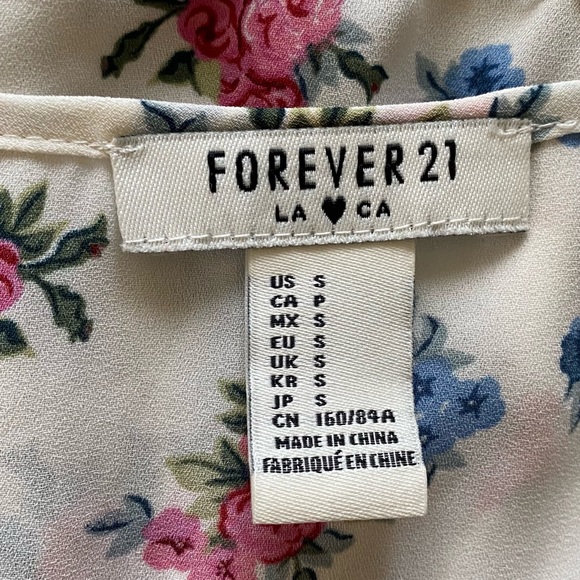 FOREVER 21
LA ♥ CA
US S
CA P
MX S
EU S
UK S
KR S
JP S
CN 160/84A
MADE IN CHINA
FABRIQUÉ EN CHINE